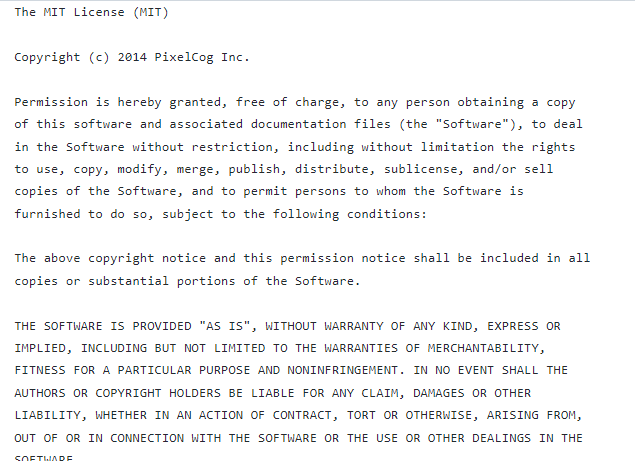 The MIT License (MIT)
Copyright (c) 2014 PixelCog Inc.
Permission is hereby granted, free of charge, to any person obtaining a copy
of this software and associated documentation files (the "Software"), to deal
in the Software without restriction, including without limitation the rights
to use, copy, modify, merge, publish, distribute, sublicense, and/or sell
copies of the Software, and to permit persons to whom the Software is
furnished to do so, subject to the following conditions:
The above copyright notice and this permission notice shall be included in all
copies or substantial portions of the Software.
THE SOFTWARE IS PROVIDED "AS IS", WITHOUT WARRANTY OF ANY KIND, EXPRESS OR
IMPLIED, INCLUDING BUT NOT LIMITED TO THE WARRANTIES OF MERCHANTABILITY,
FITNESS FOR A PARTICULAR PURPOSE AND NONINFRINGEMENT. IN NO EVENT SHALL THE
AUTHORS OR COPYRIGHT HOLDERS BE LIABLE FOR ANY CLAIM, DAMAGES OR OTHER
LIABILITY, WHETHER IN AN ACTION OF CONTRACT, TORT OR OTHERWISE, ARISING FROM,
OUT OF OR IN CONNECTION WITH THE SOFTWARE OR THE USE OR OTHER DEALINGS IN THE
SOFTWARE